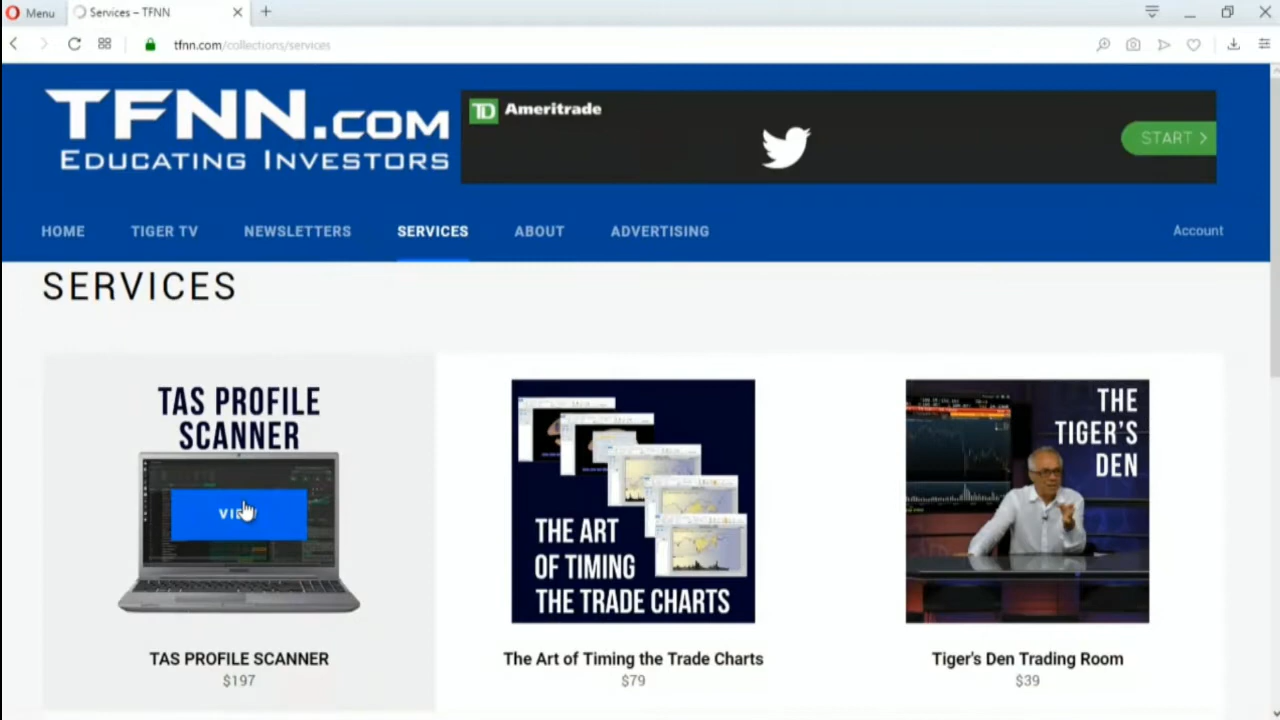 Menu
Services – TFNN
tfnn.com/collections/services
TFNN.COM
EDUCATING INVESTORS
TD Ameritrade
START >
HOME
TIGER TV
NEWSLETTERS
SERVICES
ABOUT
ADVERTISING
Account
SERVICES
TAS PROFILE
SCANNER
THE ART
OF TIMING
THE TRADE CHARTS
THE
TIGER'S
DEN
TAS PROFILE SCANNER
$197
The Art of Timing the Trade Charts
$79
Tiger's Den Trading Room
$39